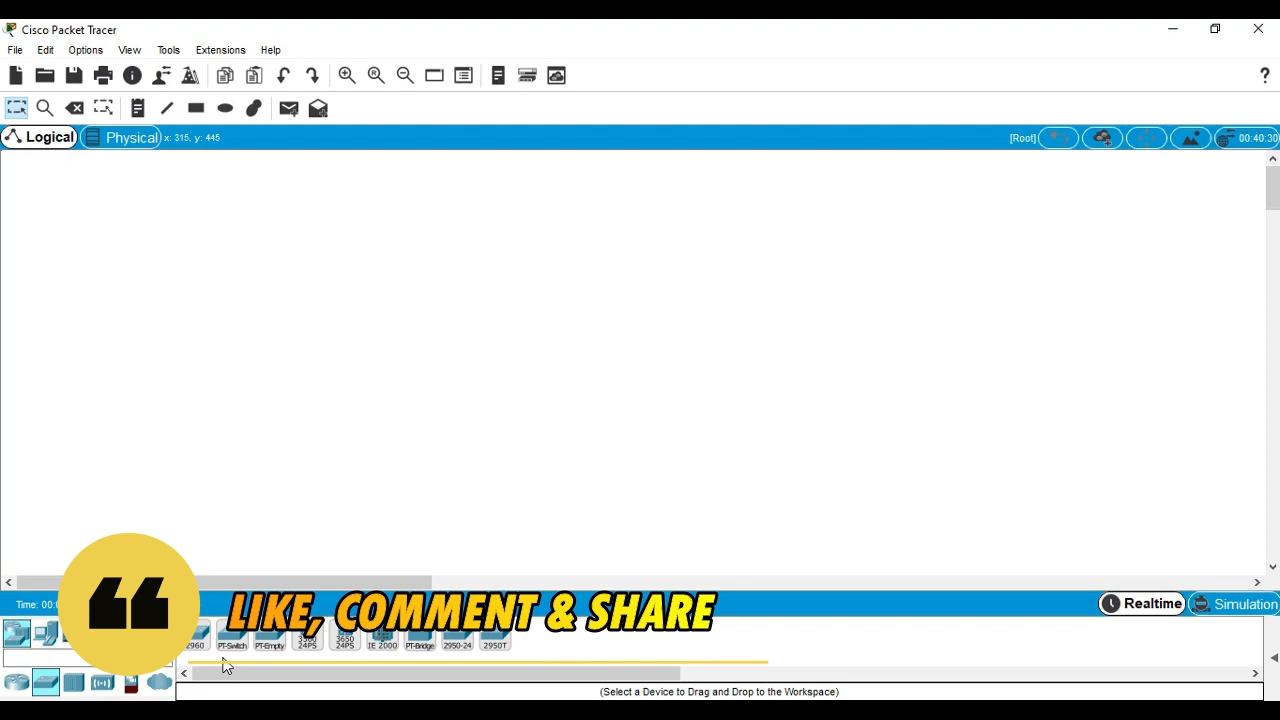 Cisco Packet Tracer
File Edit Options View Tools Extensions Help
?
Logical Physical x: 315, y: 445 [Root] 00:40:30
Time: 00:0
LIKE, COMMENT & SHARE
Realtime Simulation
2960 PT-Switch PT-Empty 3560 24PS 3650 24PS IE 2000 PT-Bridge 2950-24 2950T
(Select a Device to Drag and Drop to the Workspace)